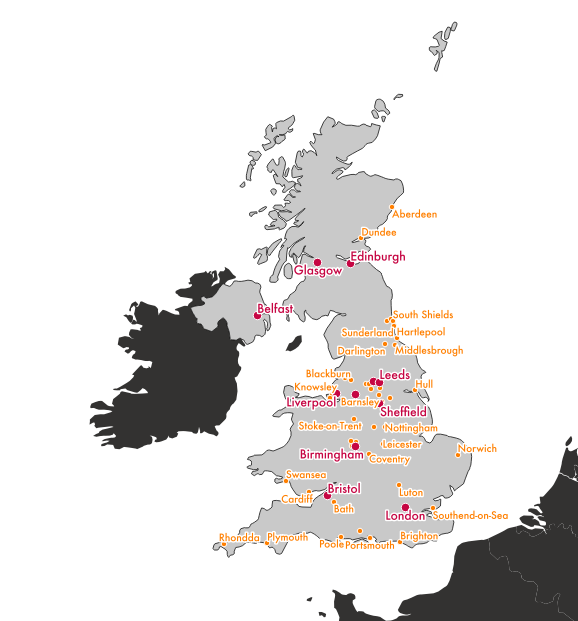 Aberdeen
Dundee
Edinburgh
Glasgow
Belfast
South Shields
Sunderland
Hartlepool
Darlington
Middlesbrough
Blackburn
Leeds
Knowsley
Hull
Liverpool
Barnsley
Sheffield
Stoke-on-Trent
Nottingham
Leicester
Birmingham
Norwich
Coventry
Swansea
Bristol
Luton
Cardiff
Bath
London
Southend-on-Sea
Rhondda
Plymouth
Poole
Portsmouth
Brighton